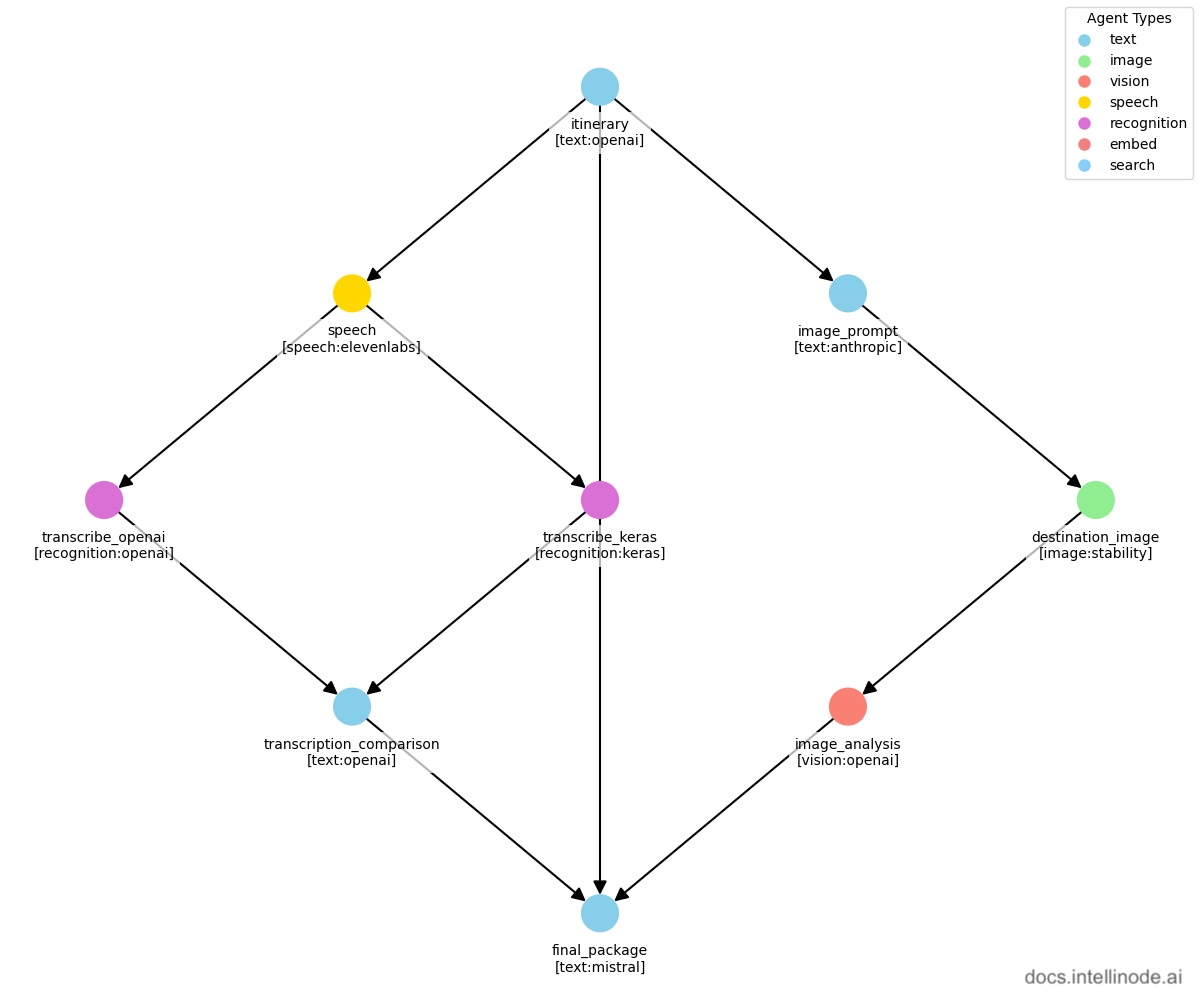 Agent Types
text
image
vision
speech
recognition
embed
search
itinerary
[text:openai]
speech
[speech:elevenlabs]
image_prompt
[text:anthropic]
transcribe_openai
[recognition:openai]
transcribe_keras
[recognition:keras]
destination_image
[image:stability]
transcription_comparison
[text:openai]
image_analysis
[vision:openai]
final_package
[text:mistral]
docs.intellinode.ai